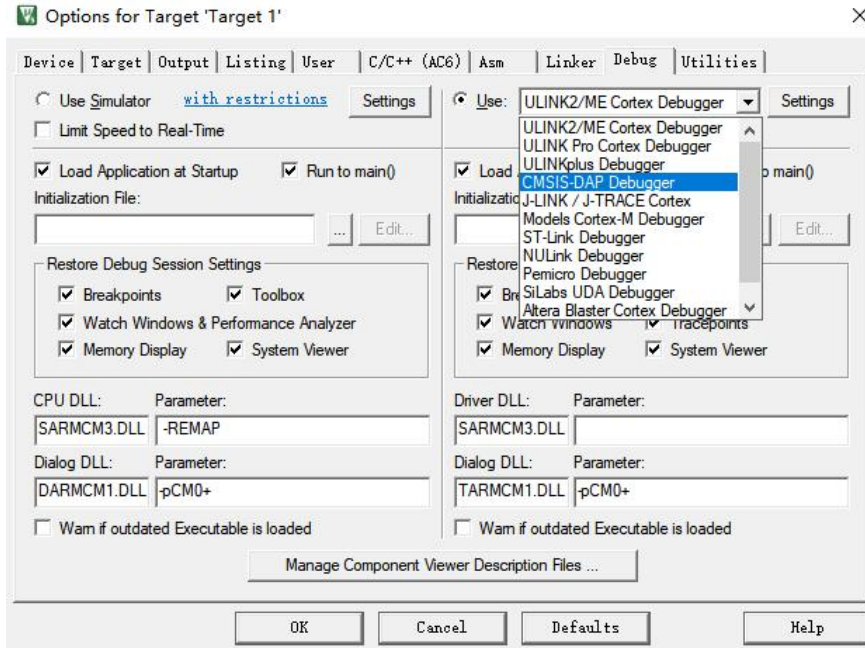 Options for Target 'Target 1'
Device Target Output Listing User C/C++ (AC6) Asm Linker Debug Utilities
Use Simulator with restrictions Settings
Limit Speed to Real-Time
Load Application at Startup Run to main()
Initialization File:
... Edit...
Restore Debug Session Settings
Breakpoints Toolbox
Watch Windows & Performance Analyzer
Memory Display System Viewer
CPU DLL: Parameter:
SARMCM3.DLL -REMAP
Dialog DLL: Parameter:
DARMCM1.DLL -pCM0+
Warn if outdated Executable is loaded
Use: ULINK2/ME Cortex Debugger Settings
ULINK2/ME Cortex Debugger
ULINK Pro Cortex Debugger
ULINKplus Debugger
CMSIS-DAP Debugger
J-LINK / J-TRACE Cortex
Models Cortex-M Debugger
ST-Link Debugger
NULink Debugger
Pemicro Debugger
SiLabs UDA Debugger
Altera Blaster Cortex Debugger
Load o main()
Initializatio
Edit...
Restore
Bre
Watch Windows Tracepoints
Memory Display System Viewer
Driver DLL: Parameter:
SARMCM3.DLL
Dialog DLL: Parameter:
TARMCM1.DLL -pCM0+
Warn if outdated Executable is loaded
Manage Component Viewer Description Files ...
OK Cancel Defaults Help